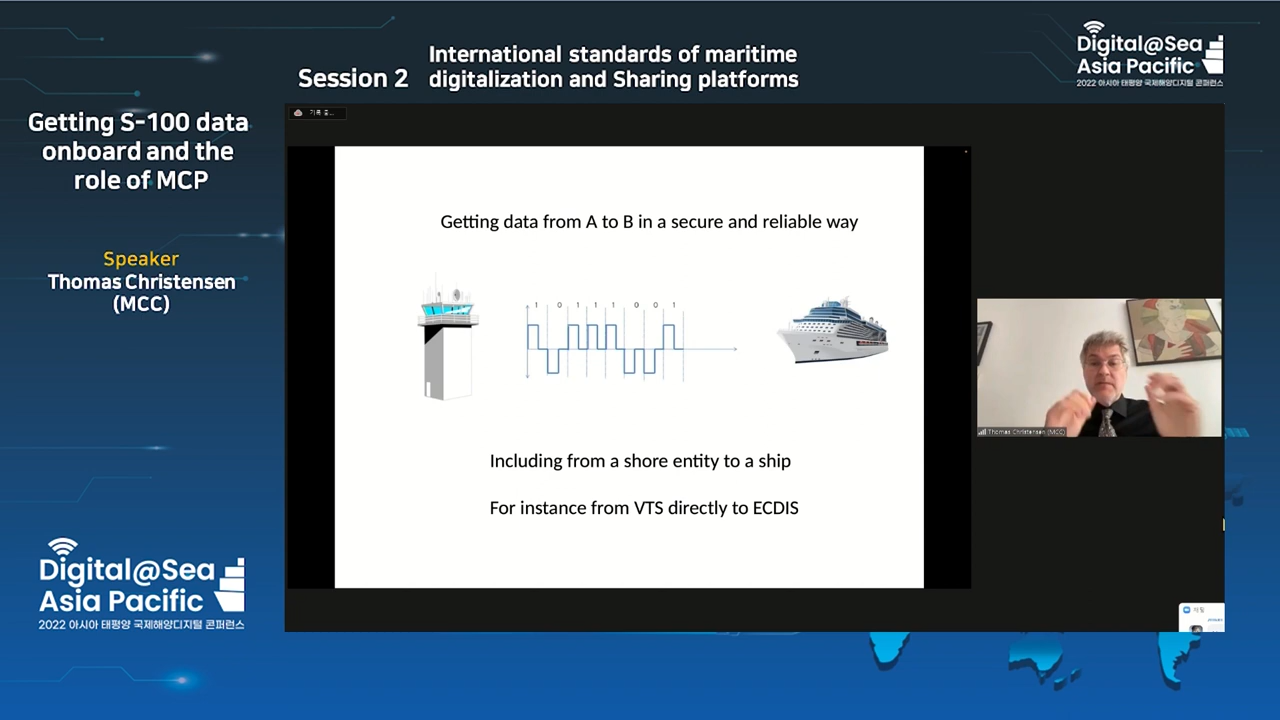 Session 2
International standards of maritime
digitalization and Sharing platforms
Digital@Sea
Asia Pacific
2022 아시아 태평양 국제해양디지털 콘퍼런스
Getting S-100 data
onboard and the
role of MCP
Speaker
Thomas Christensen
(MCC)
Getting data from A to B in a secure and reliable way
1 0 1 1 1 0 0 1
Including from a shore entity to a ship
For instance from VTS directly to ECDIS
Thomas Christensen (MCC)
Digital@Sea
Asia Pacific
2022 아시아 태평양 국제해양디지털 콘퍼런스